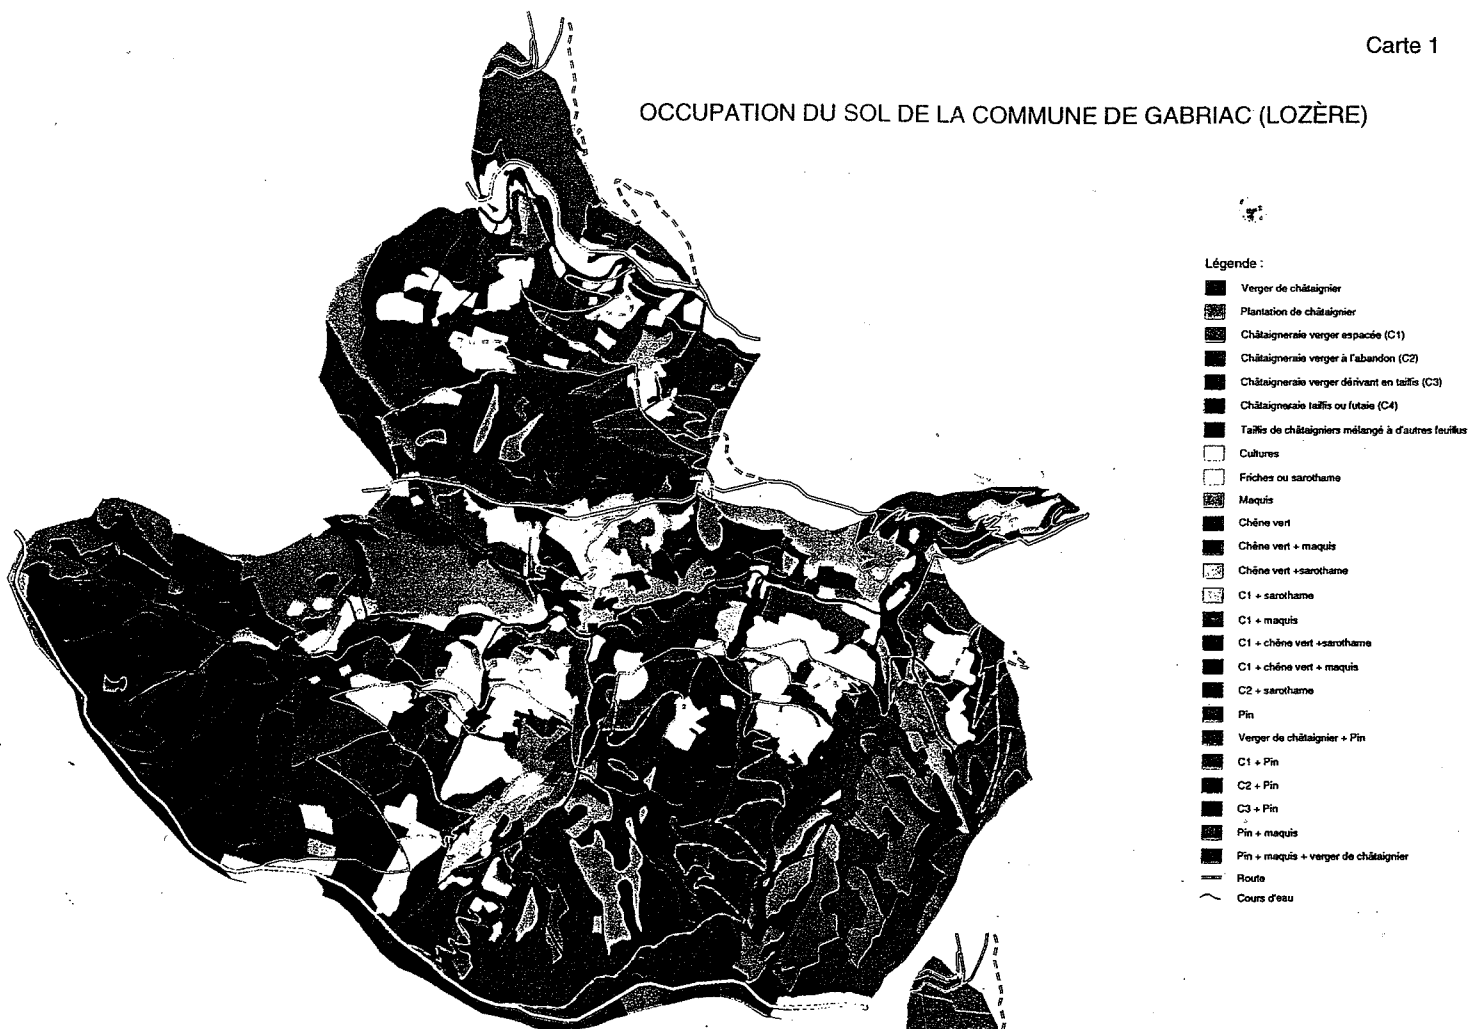 Carte 1
OCCUPATION DU SOL DE LA COMMUNE DE GABRIAC (LOZÈRE)
Légende :
Verger de châtaignier
Plantation de châtaignier
Châtaigneraie verger espacée (C1)
Châtaigneraie verger à l'abandon (C2)
Châtaigneraie verger dérivant en taillis (C3)
Châtaigneraie taillis ou futaie (C4)
Taillis de châtaigniers mélangé à d'autres feuillus
Cultures
Friches ou sarothame
Maquis
Chêne vert
Chêne vert + maquis
Chêne vert +sarothame
C1 + sarothame
C1 + maquis
C1 + chêne vert +sarothame
C1 + chêne vert + maquis
C2 + sarothame
Pin
Verger de châtaignier + Pin
C1 + Pin
C2 + Pin
C3 + Pin
Pin + maquis
Pin + maquis + verger de châtaignier
Route
Cours d'eau